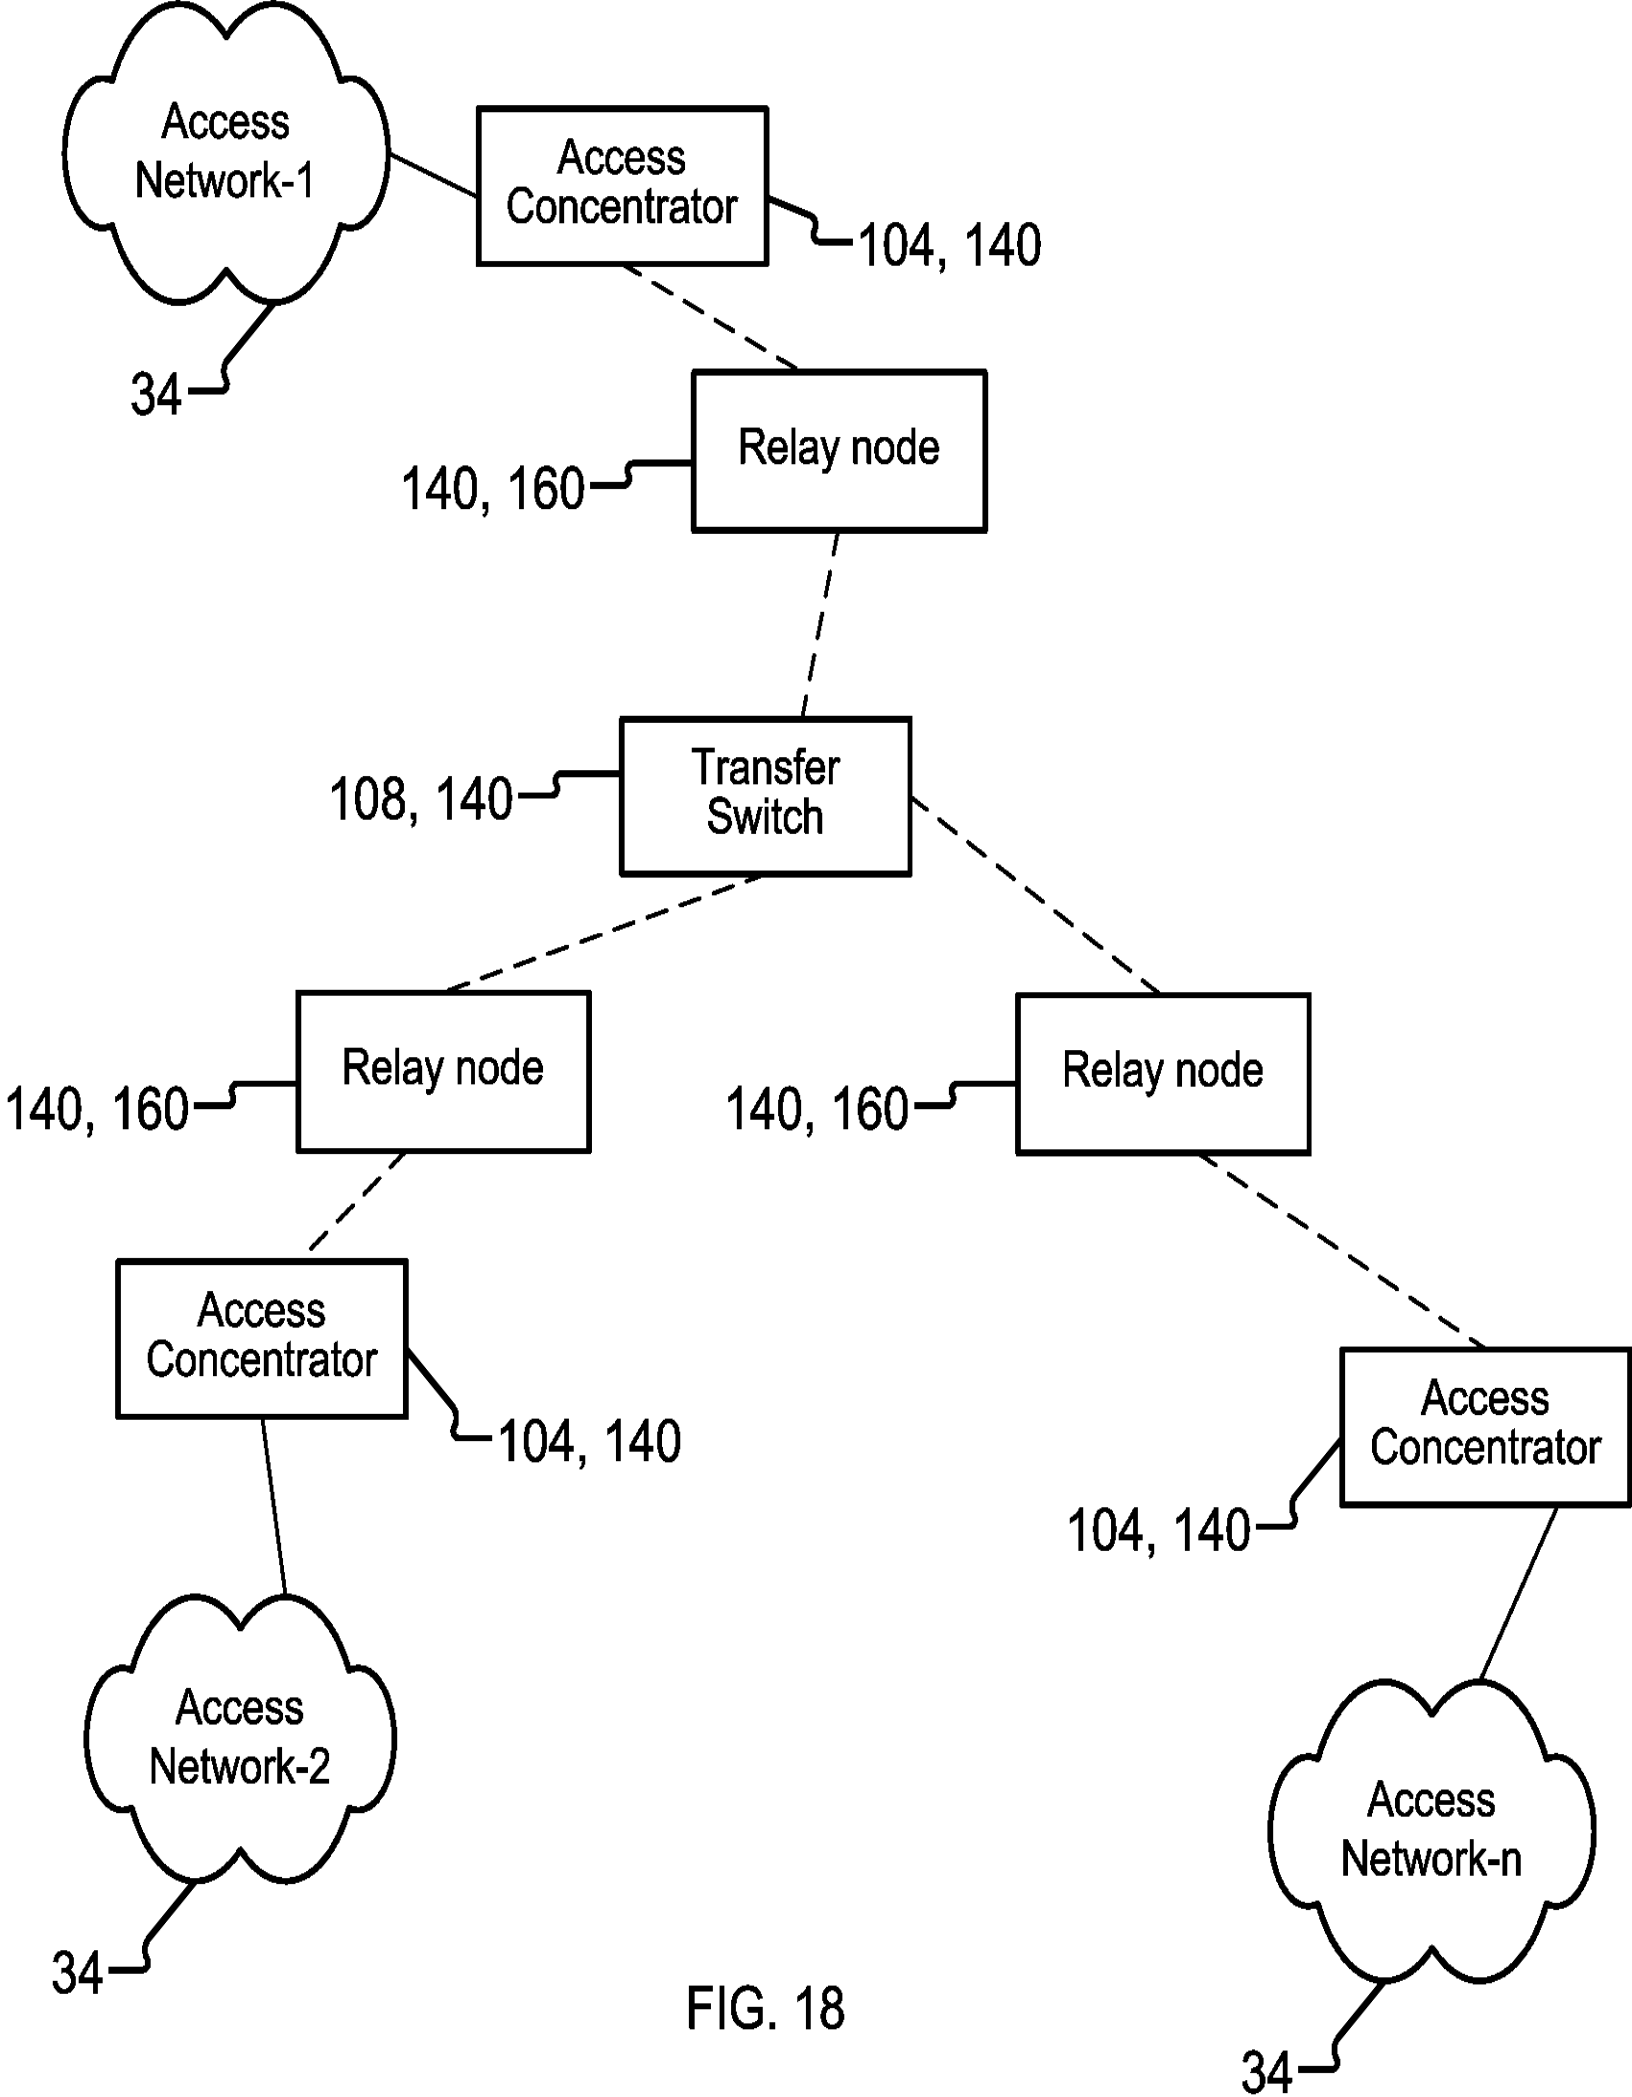 Access
Network-1
Access
Concentrator
104, 140
34
Relay node
140, 160
Transfer
Switch
108, 140
Relay node
140, 160
Relay node
140, 160
Access
Concentrator
104, 140
Access
Concentrator
104, 140
Access
Network-2
34
Access
Network-n
34
FIG. 18